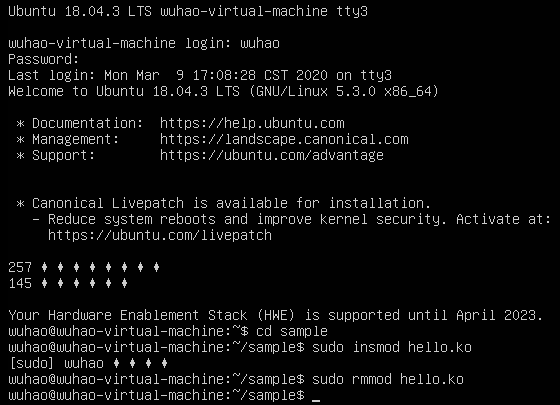 Ubuntu 18.04.3 LTS wuhao-virtual-machine tty3
wuhao-virtual-machine login: wuhao
Password:
Last login: Mon Mar  9 17:08:28 CST 2020 on tty3
Welcome to Ubuntu 18.04.3 LTS (GNU/Linux 5.3.0 x86_64)
 * Documentation:  https://help.ubuntu.com
 * Management:     https://landscape.canonical.com
 * Support:        https://ubuntu.com/advantage
 * Canonical Livepatch is available for installation.
   - Reduce system reboots and improve kernel security. Activate at:
     https://ubuntu.com/livepatch
257 ♦ ♦ ♦ ♦ ♦ ♦ ♦ ♦
145 ♦ ♦ ♦ ♦ ♦ ♦
Your Hardware Enablement Stack (HWE) is supported until April 2023.
wuhao@wuhao-virtual-machine:~$ cd sample
wuhao@wuhao-virtual-machine:~/sample$ sudo insmod hello.ko
[sudo] wuhao ♦ ♦ ♦ ♦
wuhao@wuhao-virtual-machine:~/sample$ sudo rmmod hello.ko
wuhao@wuhao-virtual-machine:~/sample$ _